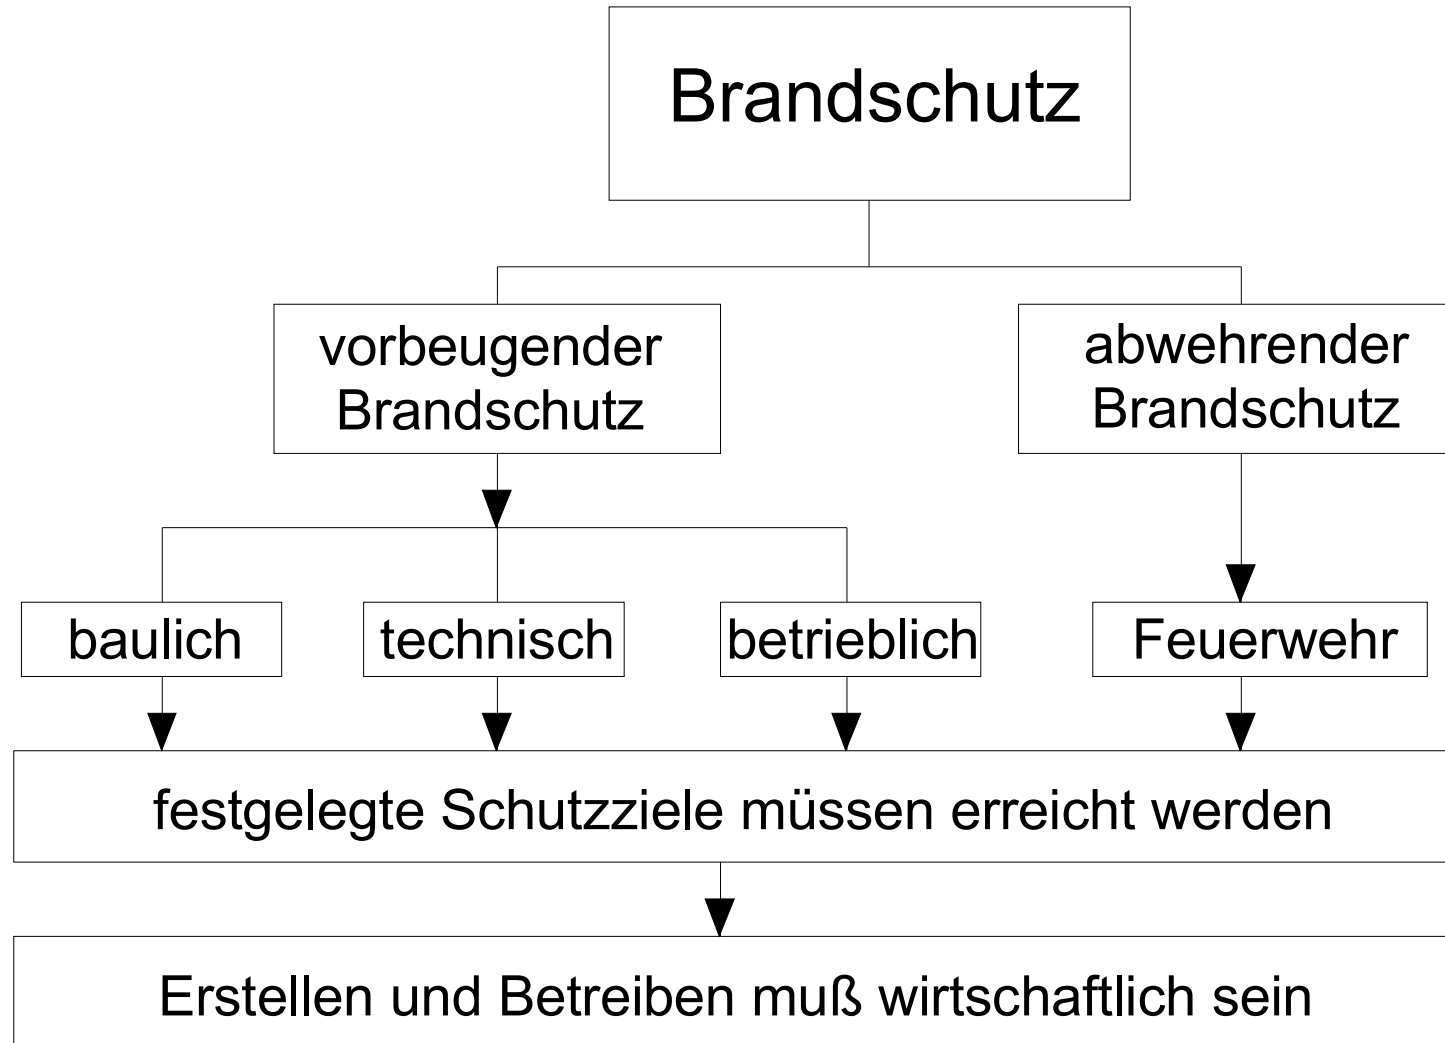 Brandschutz
vorbeugender
Brandschutz
abwehrender
Brandschutz
baulich
technisch
betrieblich
Feuerwehr
festgelegte Schutzziele müssen erreicht werden
Erstellen und Betreiben muß wirtschaftlich sein